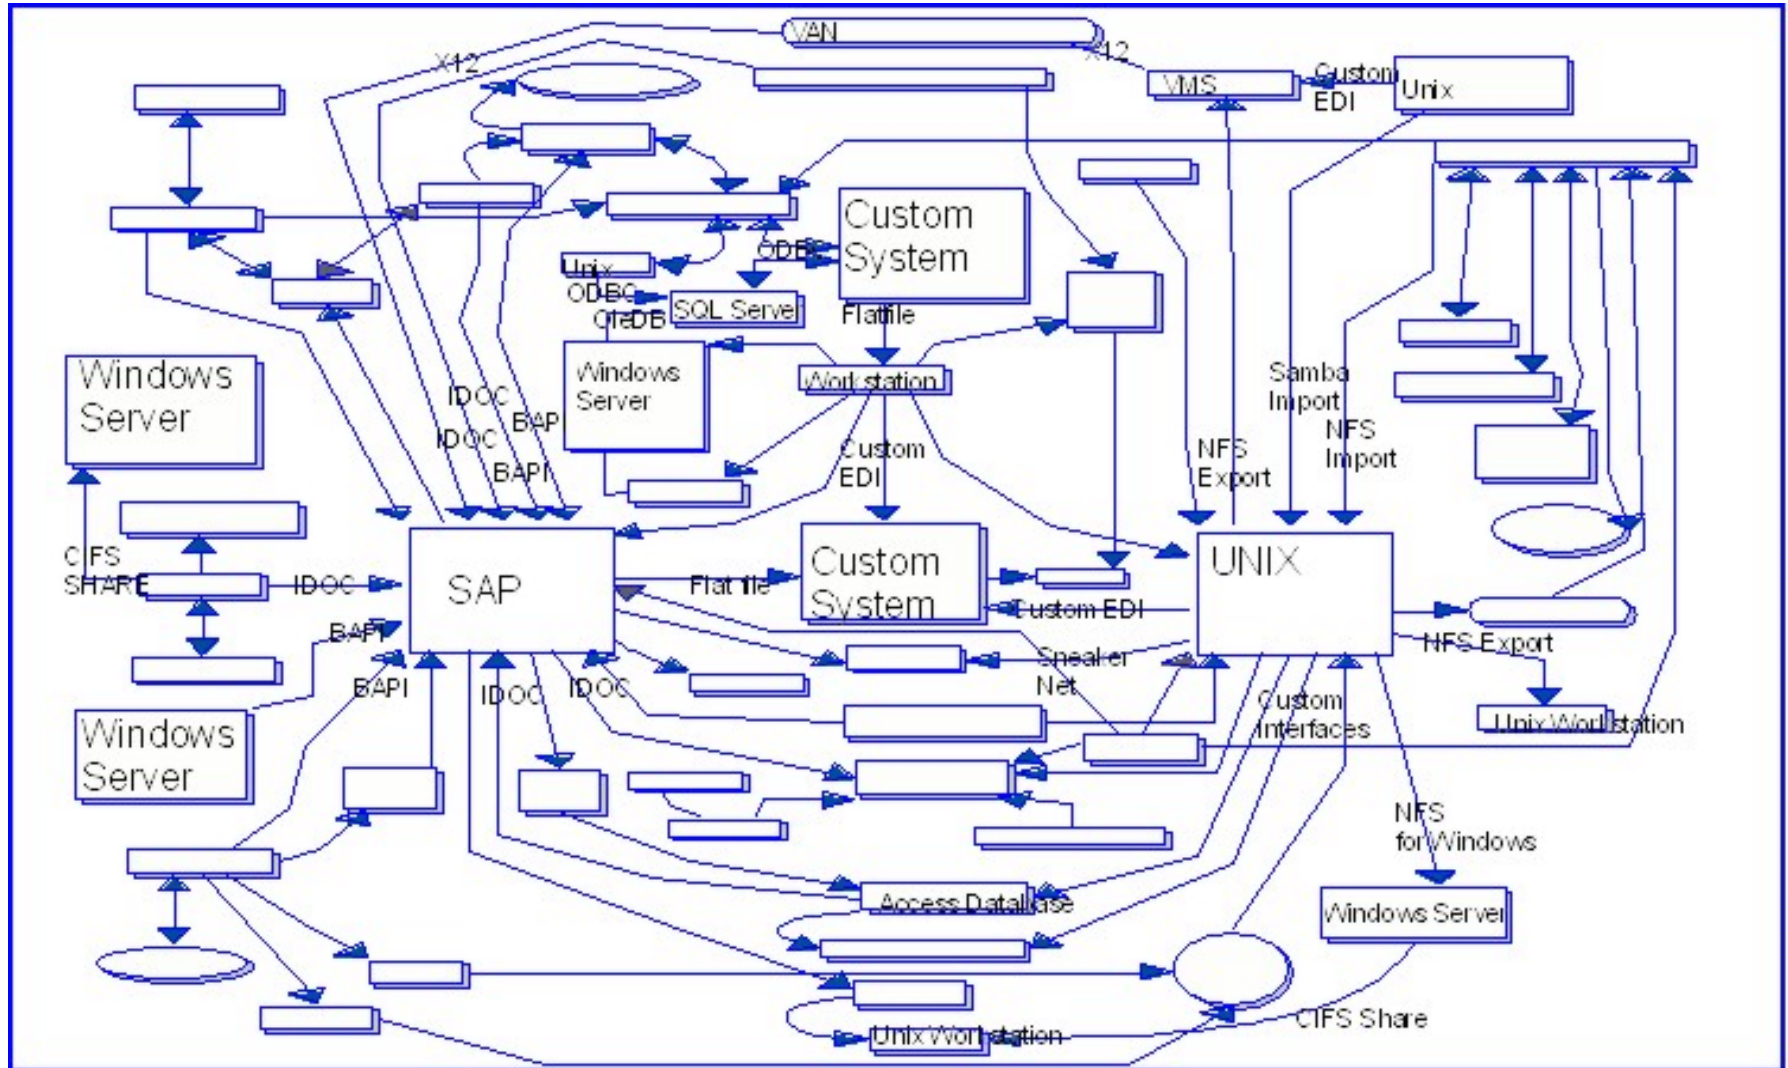 VAN
X12
X12
VMS
Custom
EDI
Unix
Custom
System
ODBC
Unix
ODBC
OleDB
SQL Server
Flatfile
Windows
Server
Windows
Server
Workstation
IDOC
BAPI
IDOC
BAPI
Custom
EDI
Samba
Import
NFS
Import
NFS
Export
CIFS
SHARE
IDOC
SAP
Flatfile
Custom
System
Custom EDI
UNIX
BAPI
BAPI
IDOC
IDOC
Sneaker
Net
NFS Export
Custom
Interfaces
Unix Workstation
Windows
Server
NFS
for Windows
Access Database
Windows Server
CIFS Share
Unix Workstation